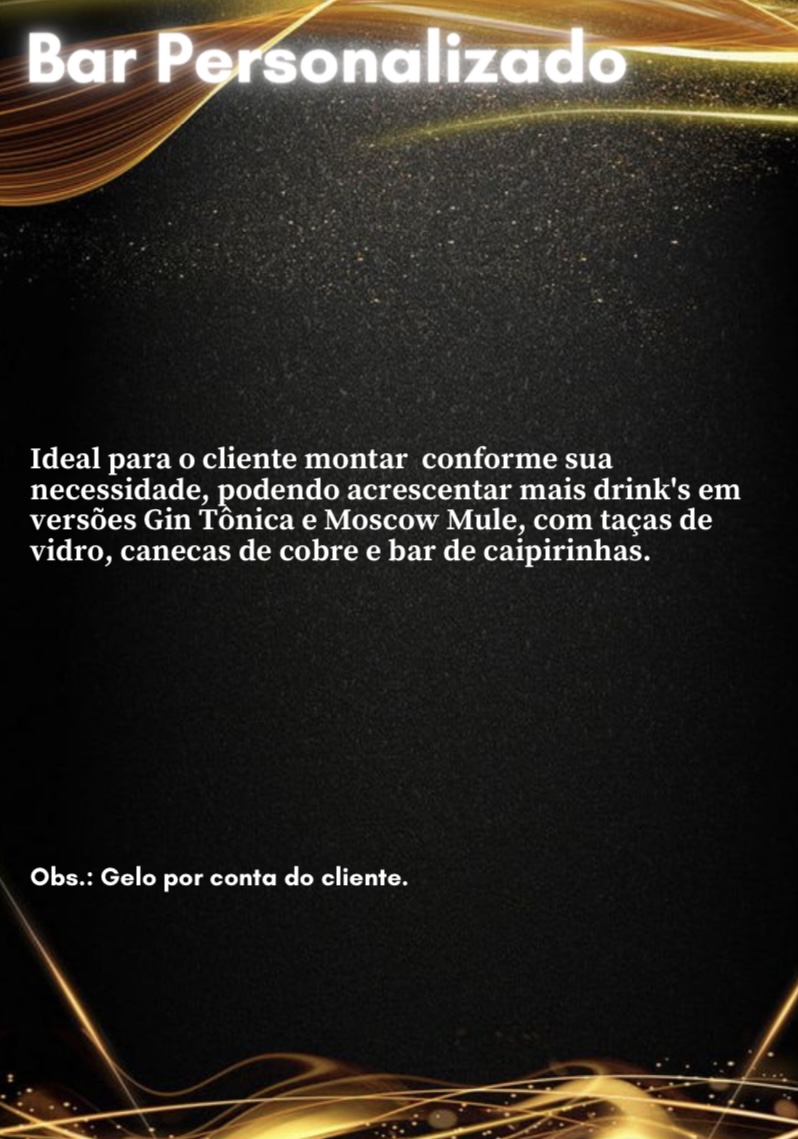 Bar Personalizado
Ideal para o cliente montar  conforme sua
necessidade, podendo acrescentar mais drink's em
versões Gin Tônica e Moscow Mule, com taças de
vidro, canecas de cobre e bar de caipirinhas.
Obs.: Gelo por conta do cliente.